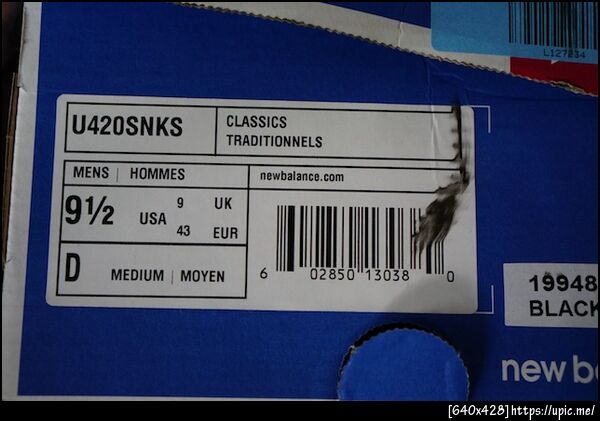 L127234
U420SNKS
CLASSICS
TRADITIONNELS
MENS | HOMMES
newbalance.com
9½ USA 9 UK
43 EUR
D MEDIUM | MOYEN
6 02850 13038 0
19948
BLACK
new b
[640x428]https://upic.me/